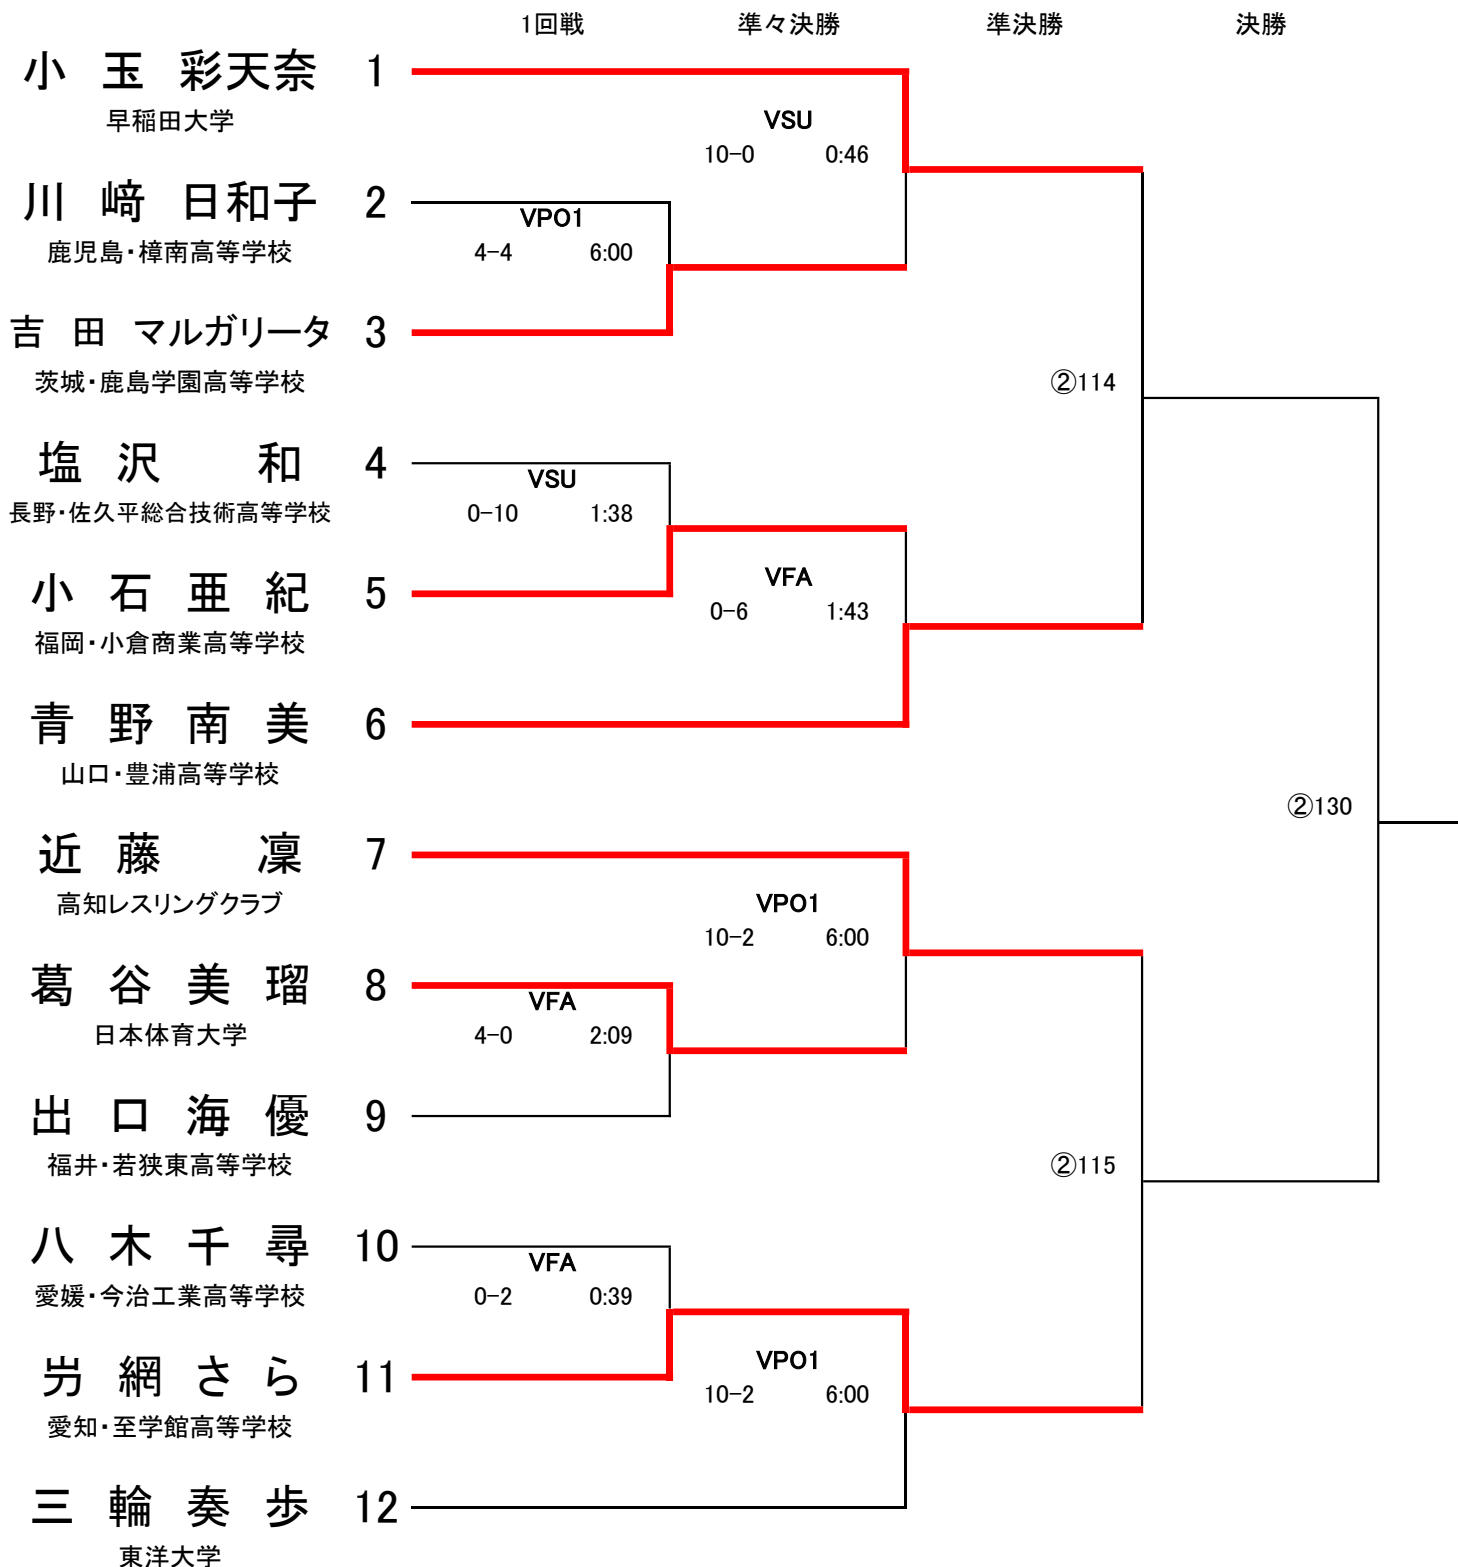 1回戦 準々決勝 準決勝 決勝
小 玉 彩天奈 1
早稲田大学
VSU
10-0 0:46
川 﨑 日和子 2
鹿児島・樟南高等学校
VPO1
4-4 6:00
吉 田 マルガリータ 3
茨城・鹿島学園高等学校
②114
塩 沢 和 4
長野・佐久平総合技術高等学校
VSU
0-10 1:38
小 石 亜 紀 5
福岡・小倉商業高等学校
VFA
0-6 1:43
青 野 南 美 6
山口・豊浦高等学校
②130
近 藤 凜 7
高知レスリングクラブ
VPO1
10-2 6:00
葛 谷 美 瑠 8
日本体育大学
VFA
4-0 2:09
出 口 海 優 9
福井・若狭東高等学校
②115
八 木 千 尋 10
愛媛・今治工業高等学校
VFA
0-2 0:39
網 さ ら 11
愛知・至学館高等学校
VPO1
10-2 6:00
三 輪 奏 歩 12
東洋大学